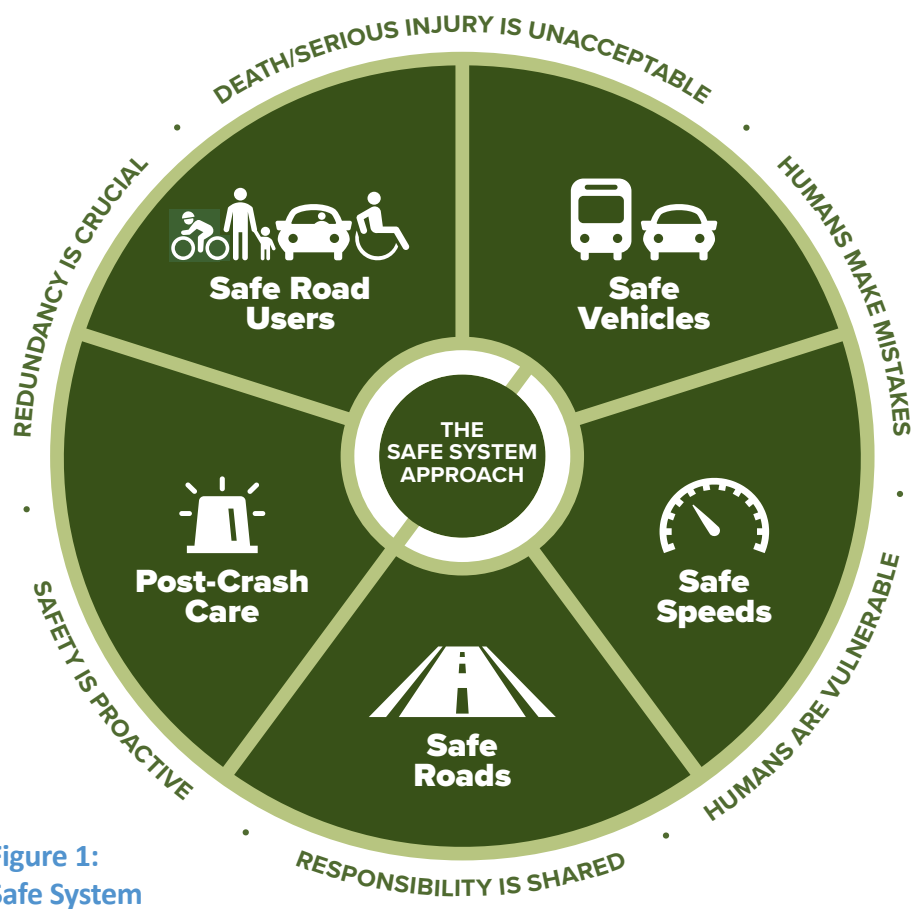 DEATH/SERIOUS INJURY IS UNACCEPTABLE
HUMANS MAKE MISTAKES
HUMANS ARE VULNERABLE
RESPONSIBILITY IS SHARED
SAFETY IS PROACTIVE
REDUNDANCY IS CRUCIAL
Safe Road
Users
Safe
Vehicles
THE
SAFE SYSTEM
APPROACH
Post-Crash
Care
Safe
Speeds
Safe
Roads
igure 1:
afe System